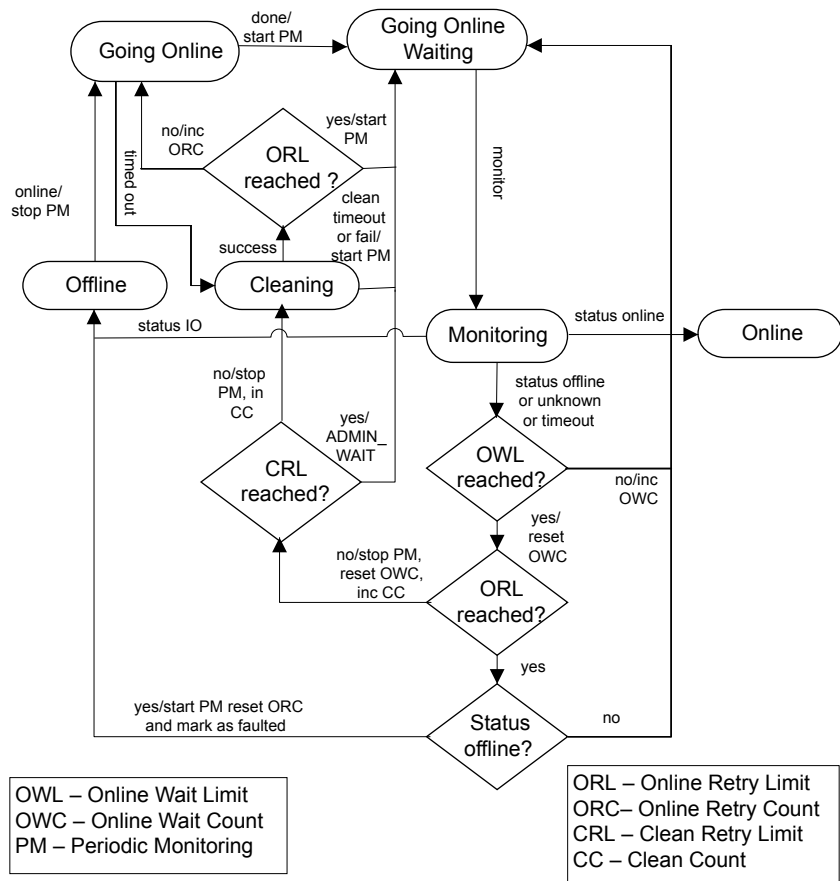 done/
start PM
Going Online
Going Online
Waiting
no/inc
ORC
yes/start
PM
ORL
reached ?
timed out
monitor
online/
stop PM
clean
timeout
or fail/
start PM
success
Offline
Cleaning
status IO
Monitoring
status online
Online
no/stop
PM, in
CC
yes/
ADMIN_
WAIT
status offline
or unknown
or timeout
CRL
reached?
OWL
reached?
no/inc
OWC
yes/
reset
OWC
no/stop PM,
reset OWC,
inc CC
ORL
reached?
yes
yes/start PM reset ORC
and mark as faulted
Status
offline?
no
OWL – Online Wait Limit
OWC – Online Wait Count
PM – Periodic Monitoring
ORL – Online Retry Limit
ORC– Online Retry Count
CRL – Clean Retry Limit
CC – Clean Count